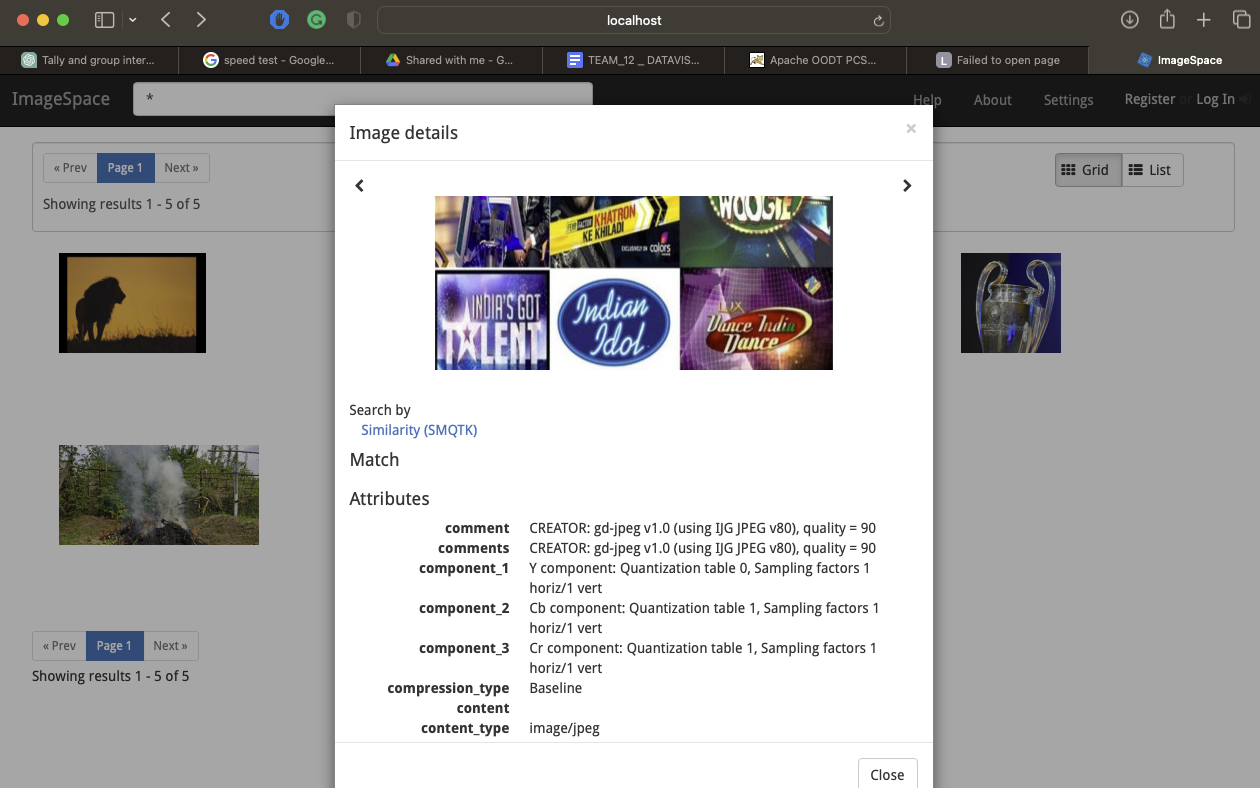 localhost
Tally and group inter...
speed test - Google...
Shared with me - G...
TEAM_12 _ DATAVIS...
Apache OODT PCS...
L Failed to open page
ImageSpace
ImageSpace
*
Help
About
Settings
Register or Log In
Image details
×
« Prev
Page 1
Next »
Showing results 1 - 5 of 5
Grid
List
KHATRON
KE KHILADI
EXCLUSIVELY ON colors
WOOGIE
INDIA'S GOT
TALENT
Indian
Idol
LUX
Dance India
Dance
Search by
Similarity (SMQTK)
Match
Attributes
comment CREATOR: gd-jpeg v1.0 (using IJG JPEG v80), quality = 90
comments CREATOR: gd-jpeg v1.0 (using IJG JPEG v80), quality = 90
component_1 Y component: Quantization table 0, Sampling factors 1
horiz/1 vert
component_2 Cb component: Quantization table 1, Sampling factors 1
horiz/1 vert
component_3 Cr component: Quantization table 1, Sampling factors 1
horiz/1 vert
compression_type Baseline
content
content_type image/jpeg
« Prev
Page 1
Next »
Showing results 1 - 5 of 5
Close